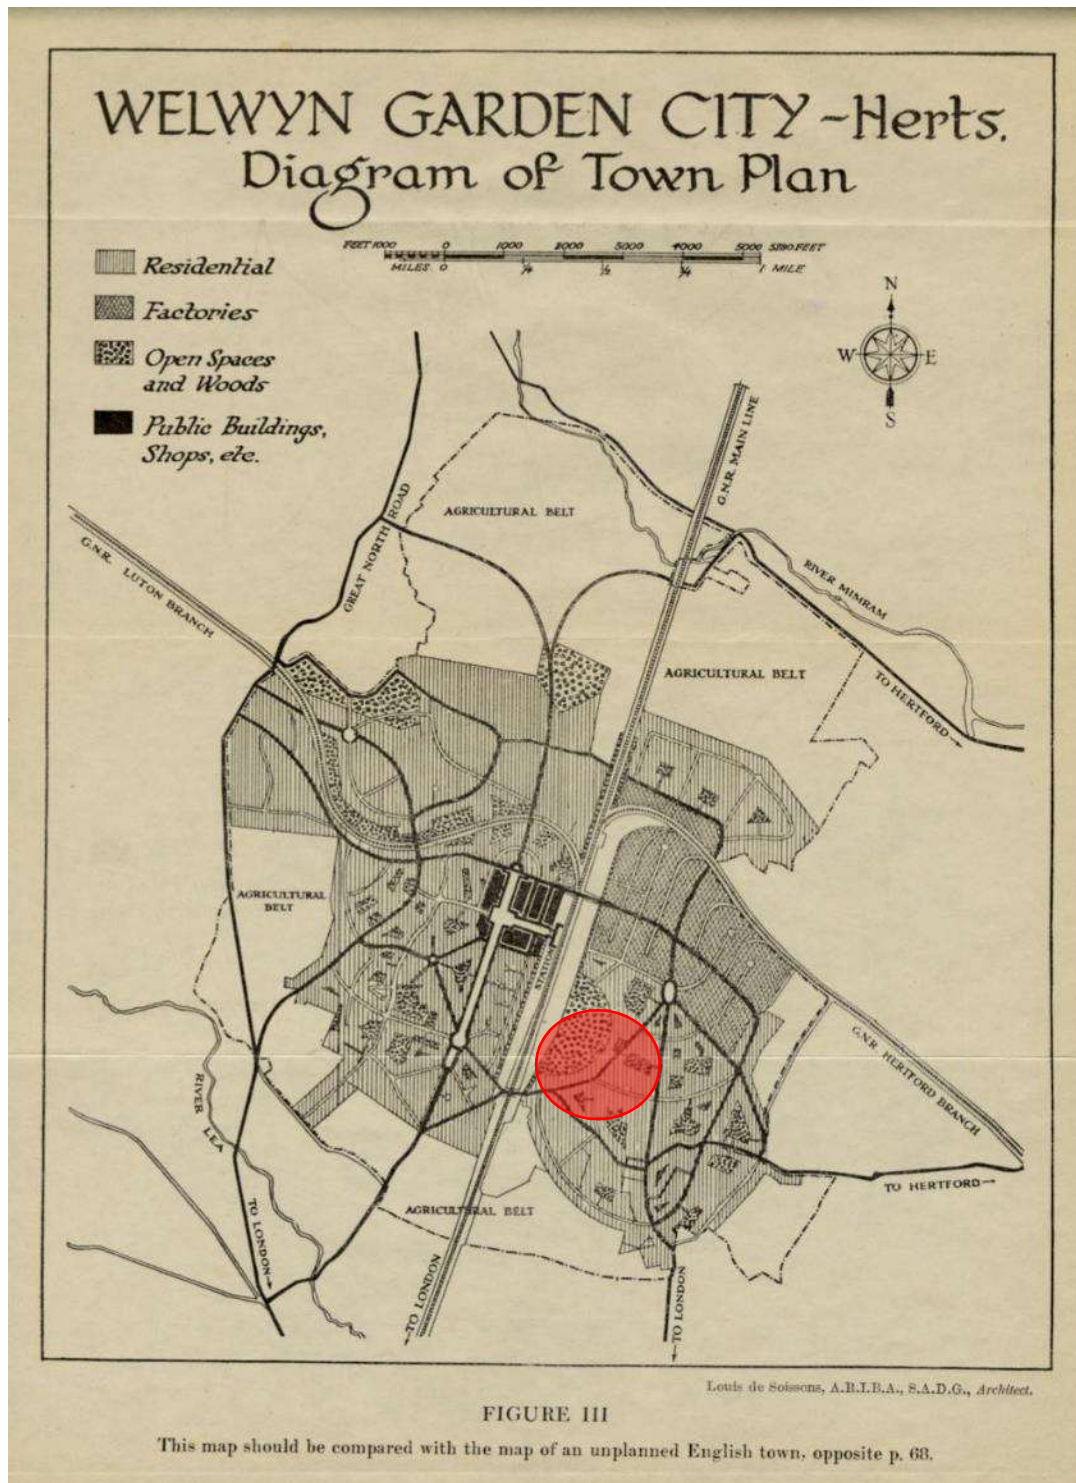 WELWYN GARDEN CITY - Herts.
Diagram of Town Plan
FEET 1000 0 1000 2000 3000 4000 5000 5280 FEET
MILES 0 ¼ ½ ¾ 1 MILE
Residential
Factories
Open Spaces
and Woods
Public Buildings,
Shops, etc.
N
W E
S
G.N.R. MAIN LINE
AGRICULTURAL BELT
GREAT NORTH ROAD
G.N.R. LUTON BRANCH
RIVER MIMRAM
AGRICULTURAL BELT
TO HERTFORD
AGRICULTURAL
BELT
STATION
G.N.R. HERTFORD BRANCH
RIVER LEA
TO HERTFORD
AGRICULTURAL BELT
TO LONDON
TO LONDON
TO LONDON
Louis de Soissons, A.R.I.B.A., S.A.D.G., Architect.
FIGURE III
This map should be compared with the map of an unplanned English town, opposite p. 68.